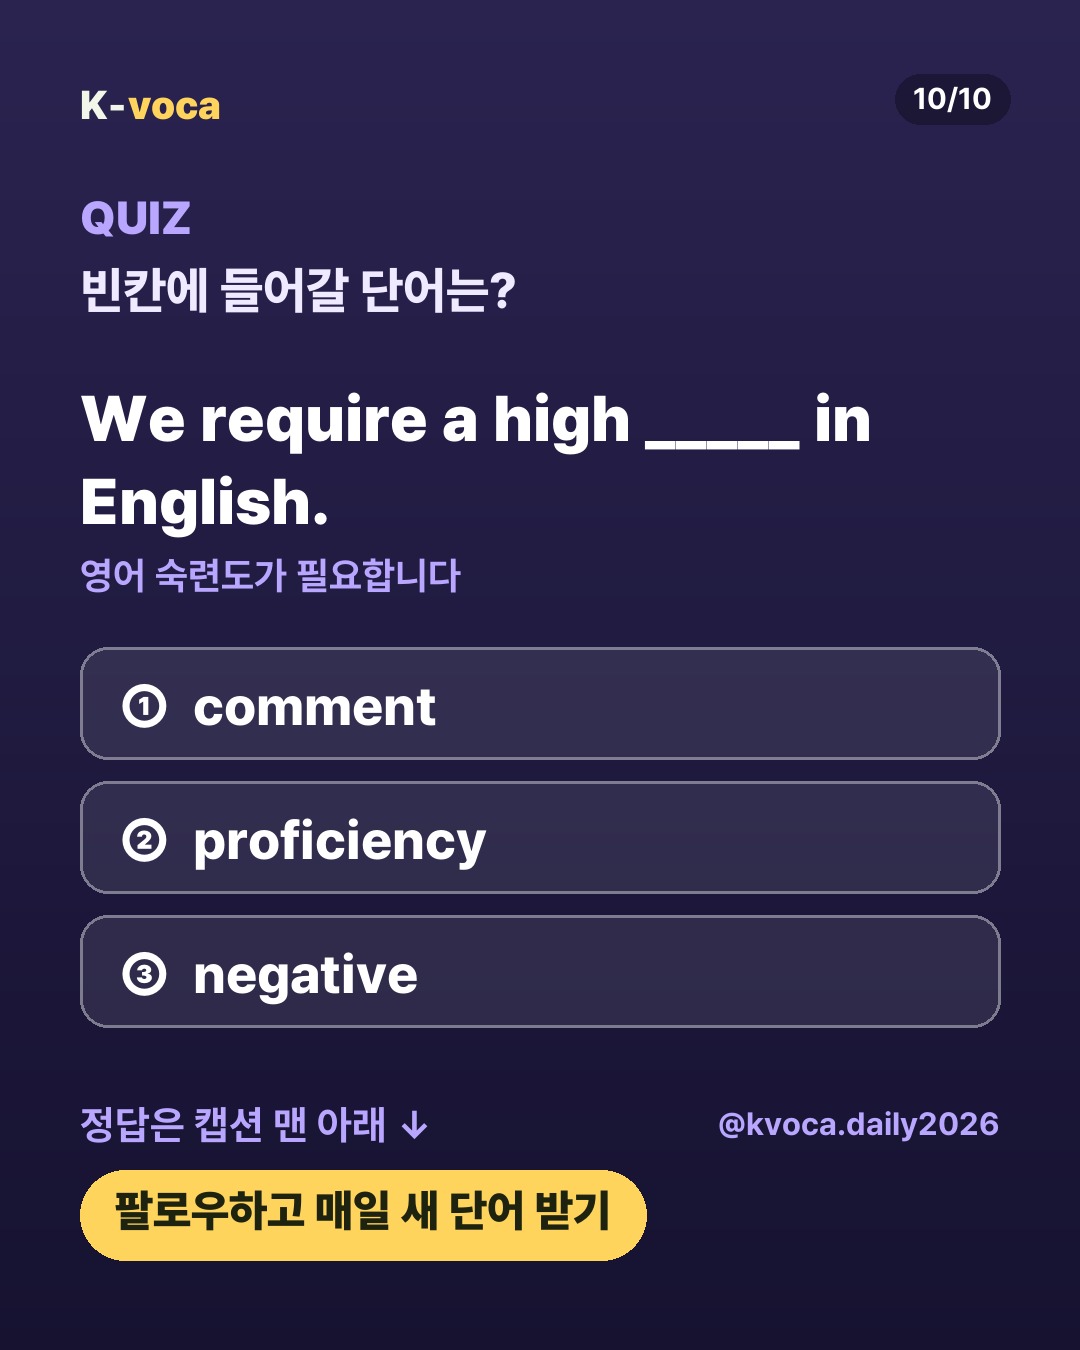 K-voca
10/10
QUIZ
빈칸에 들어갈 단어는?
We require a high _____ in
English.
영어 숙련도가 필요합니다
① comment
② proficiency
③ negative
정답은 캡션 맨 아래 ↓
@kvoca.daily2026
팔로우하고 매일 새 단어 받기